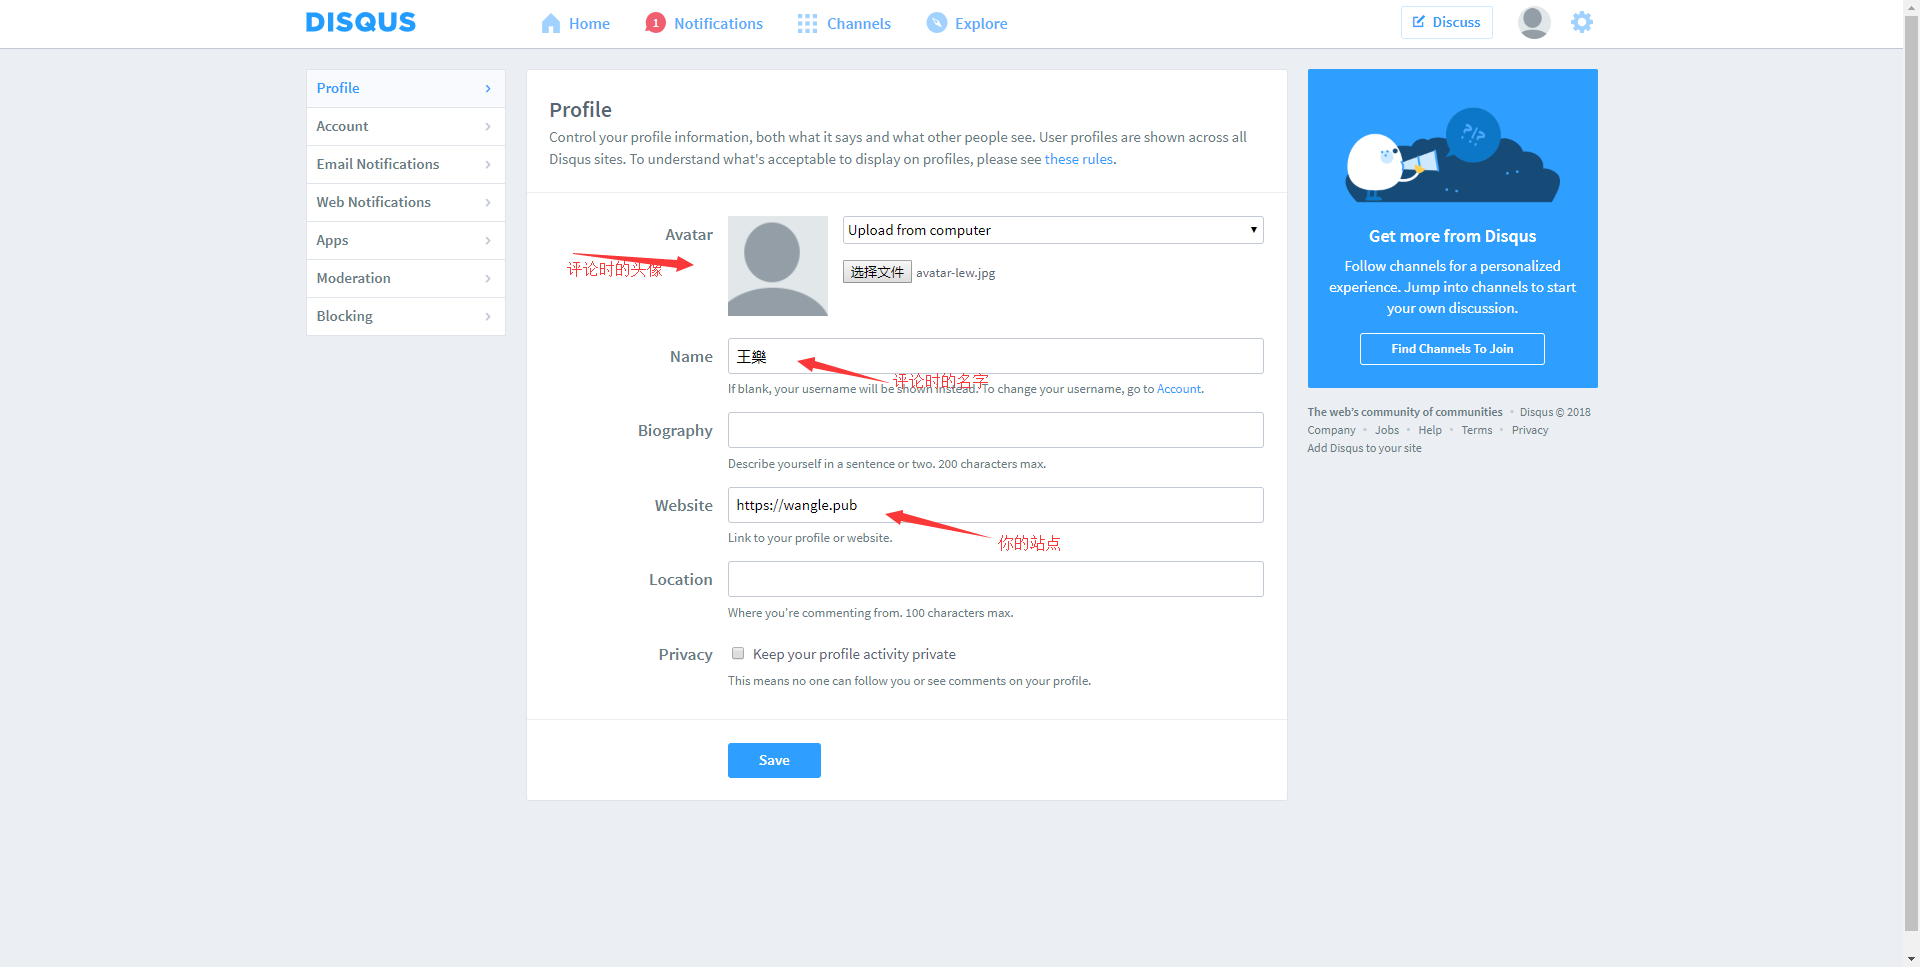 DISQUS
Home
1
Notifications
Channels
Explore
Discuss
Profile
Account
Email Notifications
Web Notifications
Apps
Moderation
Blocking
Profile
Control your profile information, both what it says and what other people see. User profiles are shown across all
Disqus sites. To understand what's acceptable to display on profiles, please see these rules.
Avatar
评论时的头像
Upload from computer
选择文件 avatar-lew.jpg
Name
王樂
评论时的名字
If blank, your username will be shown instead. To change your username, go to Account.
Biography
Describe yourself in a sentence or two. 200 characters max.
Website
https://wangle.pub
你的站点
Link to your profile or website.
Location
Where you're commenting from. 100 characters max.
Privacy
Keep your profile activity private
This means no one can follow you or see comments on your profile.
Save
?/!?
Get more from Disqus
Follow channels for a personalized
experience. Jump into channels to start
your own discussion.
Find Channels To Join
The web's community of communities • Disqus © 2018
Company • Jobs • Help • Terms • Privacy
Add Disqus to your site